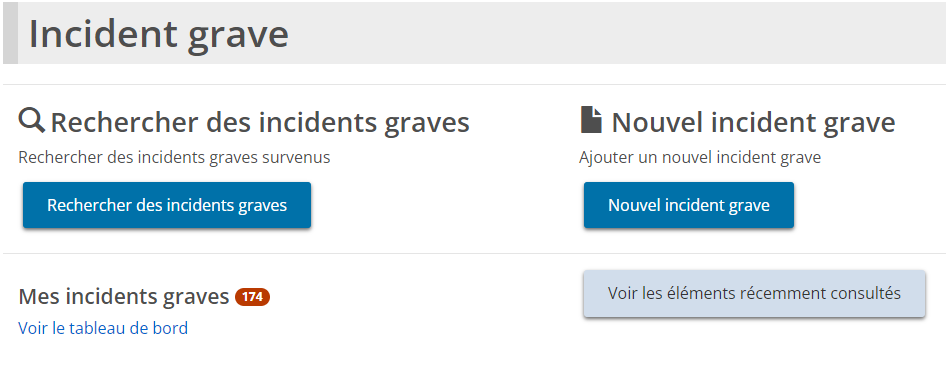 Incident grave
Rechercher des incidents graves
Rechercher des incidents graves survenus
Rechercher des incidents graves
Nouvel incident grave
Ajouter un nouvel incident grave
Nouvel incident grave
Mes incidents graves 174
Voir le tableau de bord
Voir les éléments récemment consultés